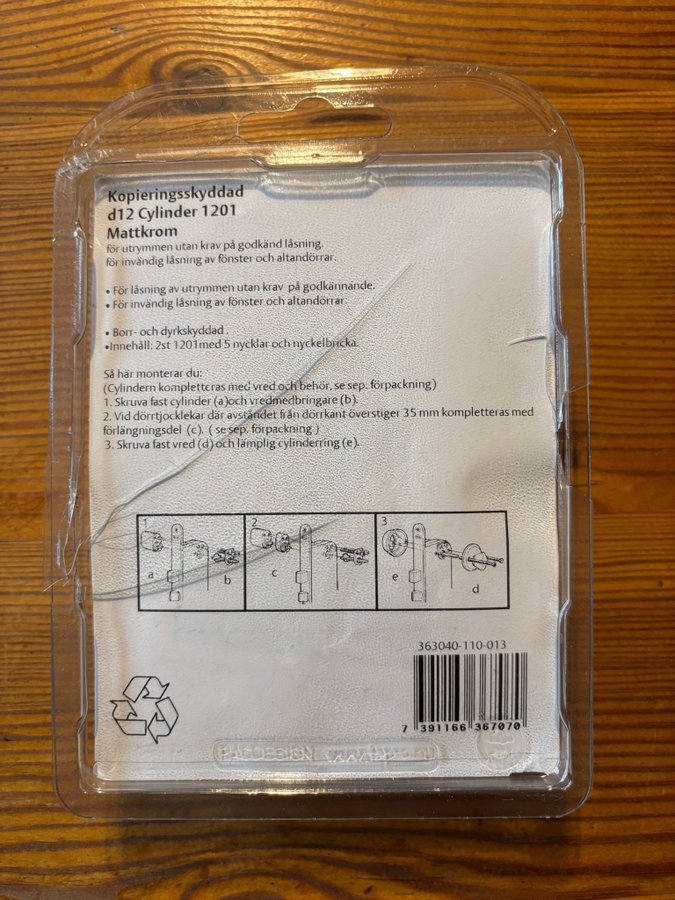 Kopieringsskyddad
d12 Cylinder 1201
Mattkrom
för utrymmen utan krav på godkänd låsning.
för invändig låsning av fönster och altandörrar.
• För låsning av utrymmen utan krav på godkännande.
• För invändig låsning av fönster och altandörrar.
• Borr- och dyrkskyddad .
•Innehåll: 2st 1201med 5 nycklar och nyckelbricka.
Så här monterar du:
(Cylindern kompletteras med vred och behör, se sep. förpackning)
1. Skruva fast cylinder (a)och vredmedbringare (b).
2. Vid dörrtjocklekar där avståndet från dörrkant överstiger 35 mm kompletteras med
förlängningsdel (c). ( se sep. förpackning )
3. Skruva fast vred (d)och lämplig cylinderring (e).
1 2 3
a b c e d
363040-110-013
7 391166 367070